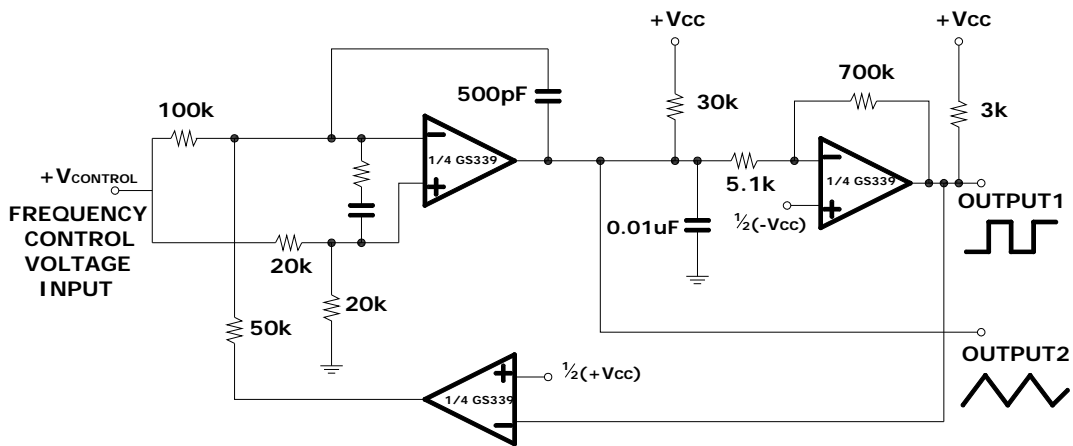 +VCC
+VCC
700k
500pF
30k
3k
100k
1/4 GS339
5.1k
1/4 GS339
+VCONTROL
FREQUENCY
CONTROL
VOLTAGE
INPUT
½(-VCC)
OUTPUT1
0.01uF
20k
20k
50k
½(+VCC)
OUTPUT2
1/4 GS339